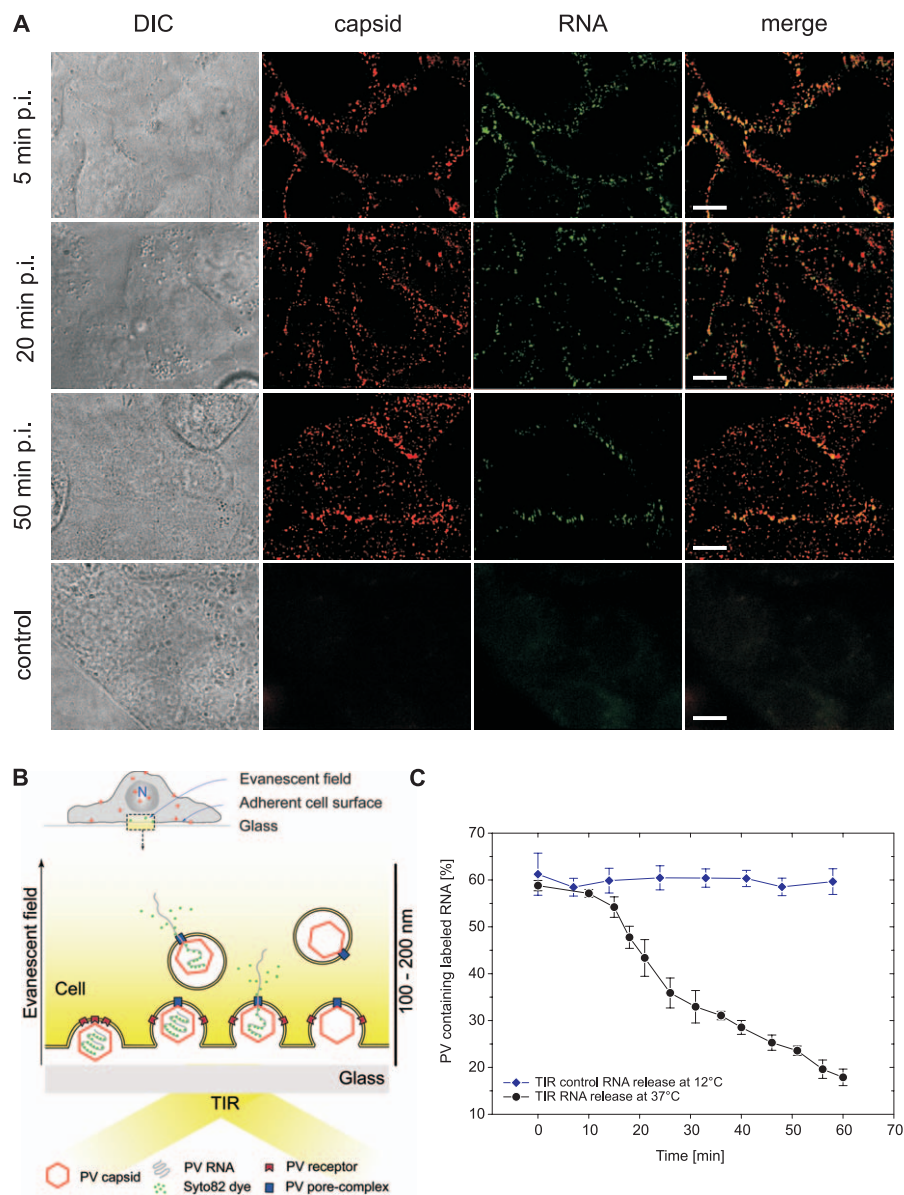 A
DIC capsid RNA merge
5 min p.i.
20 min p.i.
50 min p.i.
control
B
N
Evanescent field
Adherent cell surface
Glass
Evanescent field
Cell
100 - 200 nm
Glass
TIR
PV capsid
PV RNA
Syto82 dye
PV receptor
PV pore-complex
C
PV containing labeled RNA [%]
70
60
50
40
30
20
10
TIR control RNA release at 12°C
TIR RNA release at 37°C
0 10 20 30 40 50 60 70
Time [min]